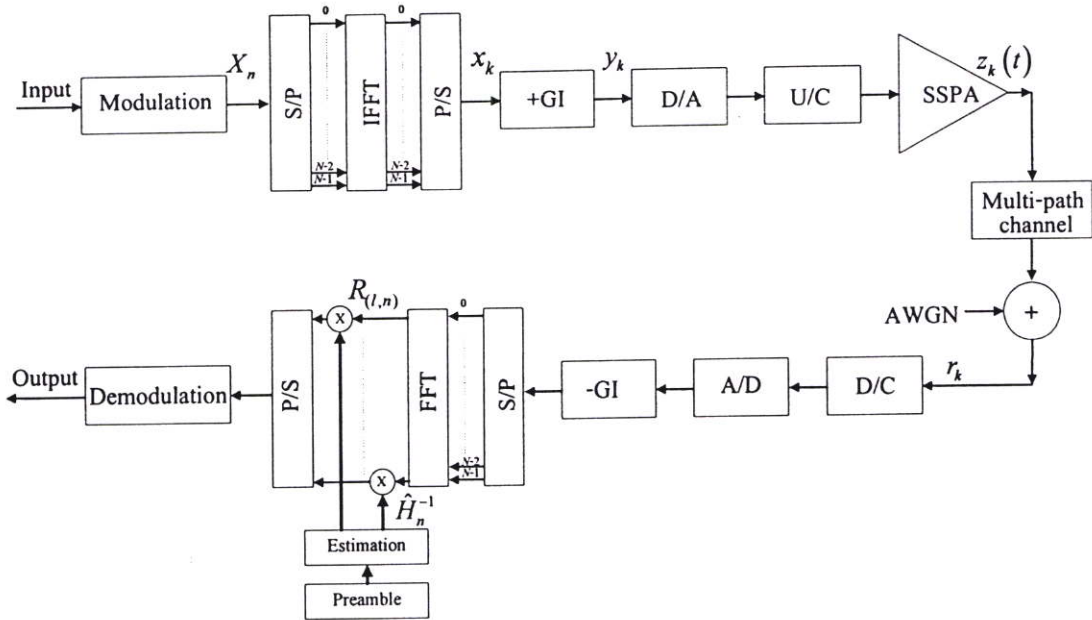 Input
Modulation
X_n
S/P
0
N-2
N-1
IFFT
0
N-2
N-1
P/S
x_k
+GI
y_k
D/A
U/C
SSPA
z_k (t)
Multi-path
channel
AWGN
+
r_k
D/C
A/D
-GI
S/P
0
N-2
N-1
FFT
R_(l,n)
X
X
Ĥ_n^{-1}
P/S
Demodulation
Output
Estimation
Preamble